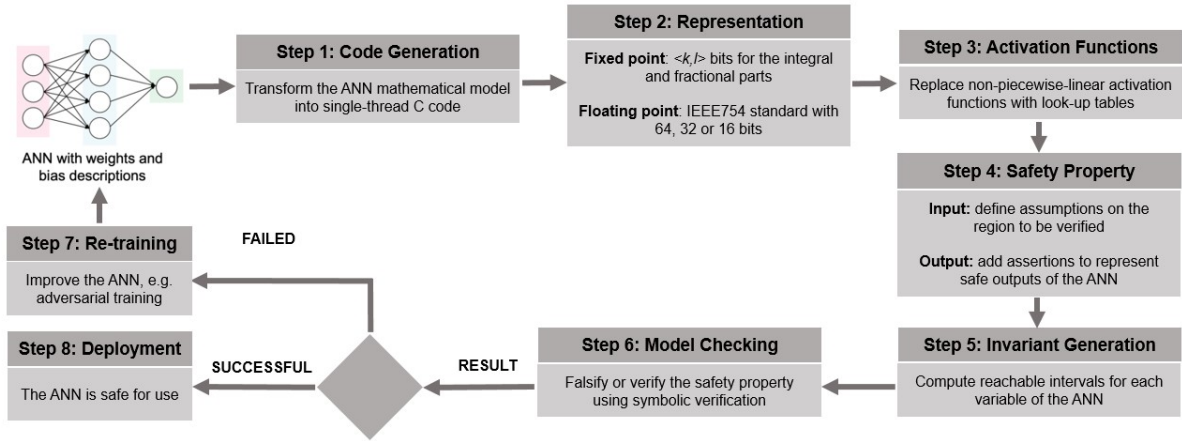 ANN with weights and
bias descriptions
Step 1: Code Generation
Transform the ANN mathematical model
into single-thread C code
Step 2: Representation
Fixed point: <k,l> bits for the integral
and fractional parts
Floating point: IEEE754 standard with
64, 32 or 16 bits
Step 3: Activation Functions
Replace non-piecewise-linear activation
functions with look-up tables
Step 4: Safety Property
Input: define assumptions on the
region to be verified
Output: add assertions to represent
safe outputs of the ANN
Step 5: Invariant Generation
Compute reachable intervals for each
variable of the ANN
Step 6: Model Checking
Falsify or verify the safety property
using symbolic verification
RESULT
FAILED
SUCCESSFUL
Step 7: Re-training
Improve the ANN, e.g.
adversarial training
Step 8: Deployment
The ANN is safe for use